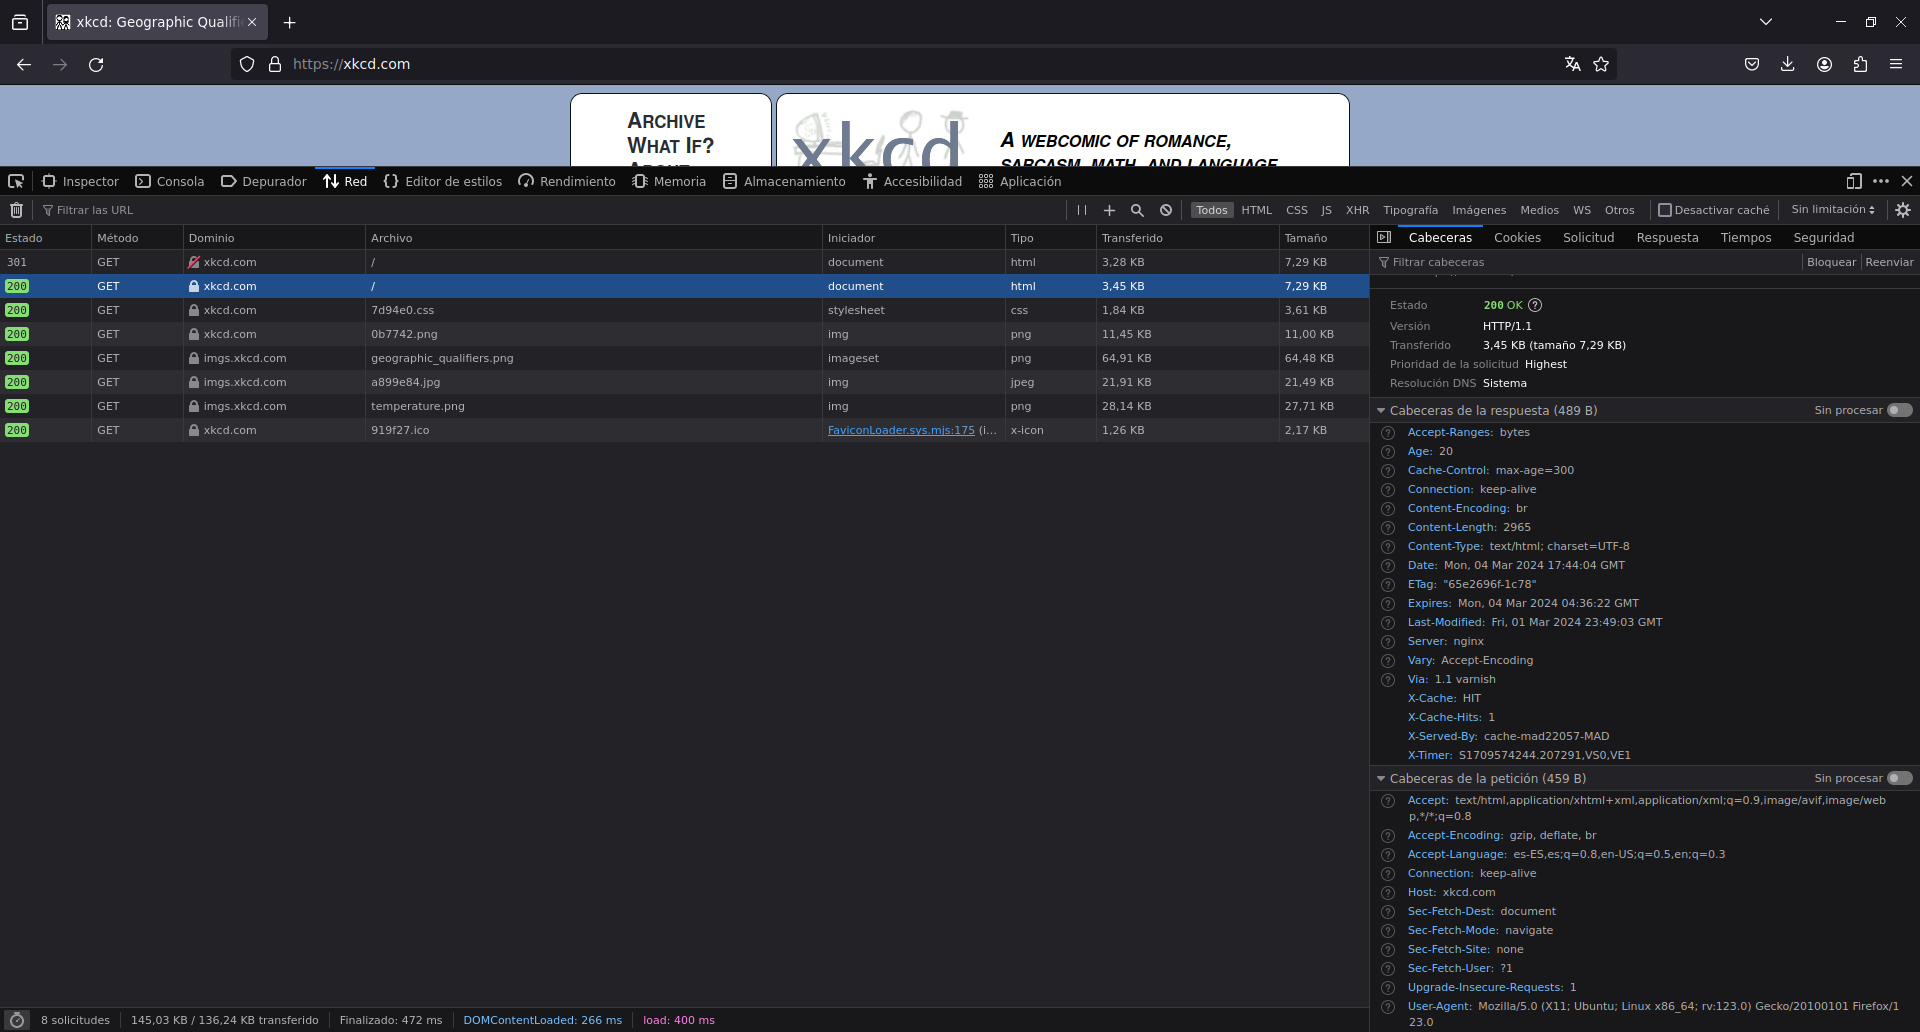 xkcd: Geographic Qualifi
https://xkcd.com
Archive
What If?
xkcd
A webcomic of romance,
sarcasm, math, and language.
Inspector
Consola
Depurador
Red
Editor de estilos
Rendimiento
Memoria
Almacenamiento
Accesibilidad
Aplicación
Filtrar las URL
Todos HTML CSS JS XHR Tipografía Imágenes Medios WS Otros
Desactivar caché
Sin limitación
Estado Método Dominio Archivo Iniciador Tipo Transferido Tamaño
301 GET xkcd.com / document html 3,28 KB 7,29 KB
200 GET xkcd.com / document html 3,45 KB 7,29 KB
200 GET xkcd.com 7d94e0.css stylesheet css 1,84 KB 3,61 KB
200 GET xkcd.com 0b7742.png img png 11,45 KB 11,00 KB
200 GET imgs.xkcd.com geographic_qualifiers.png imageset png 64,91 KB 64,48 KB
200 GET imgs.xkcd.com a899e84.jpg img jpeg 21,91 KB 21,49 KB
200 GET imgs.xkcd.com temperature.png img png 28,14 KB 27,71 KB
200 GET xkcd.com 919f27.ico FaviconLoader.sys.mjs:175 (i... x-icon 1,26 KB 2,17 KB
8 solicitudes
145,03 KB / 136,24 KB transferido
Finalizado: 472 ms
DOMContentLoaded: 266 ms
load: 400 ms
Cabeceras Cookies Solicitud Respuesta Tiempos Seguridad
Filtrar cabeceras
Bloquear Reenviar
Estado 200 OK
Versión HTTP/1.1
Transferido 3,45 KB (tamaño 7,29 KB)
Prioridad de la solicitud Highest
Resolución DNS Sistema
Cabeceras de la respuesta (489 B) Sin procesar
Accept-Ranges: bytes
Age: 20
Cache-Control: max-age=300
Connection: keep-alive
Content-Encoding: br
Content-Length: 2965
Content-Type: text/html; charset=UTF-8
Date: Mon, 04 Mar 2024 17:44:04 GMT
ETag: "65e2696f-1c78"
Expires: Mon, 04 Mar 2024 04:36:22 GMT
Last-Modified: Fri, 01 Mar 2024 23:49:03 GMT
Server: nginx
Vary: Accept-Encoding
Via: 1.1 varnish
X-Cache: HIT
X-Cache-Hits: 1
X-Served-By: cache-mad22057-MAD
X-Timer: S1709574244.207291,VS0,VE1
Cabeceras de la petición (459 B) Sin procesar
Accept: text/html,application/xhtml+xml,application/xml;q=0.9,image/avif,image/web
p,*/*;q=0.8
Accept-Encoding: gzip, deflate, br
Accept-Language: es-ES,es;q=0.8,en-US;q=0.5,en;q=0.3
Connection: keep-alive
Host: xkcd.com
Sec-Fetch-Dest: document
Sec-Fetch-Mode: navigate
Sec-Fetch-Site: none
Sec-Fetch-User: ?1
Upgrade-Insecure-Requests: 1
User-Agent: Mozilla/5.0 (X11; Ubuntu; Linux x86_64; rv:123.0) Gecko/20100101 Firefox/1
23.0